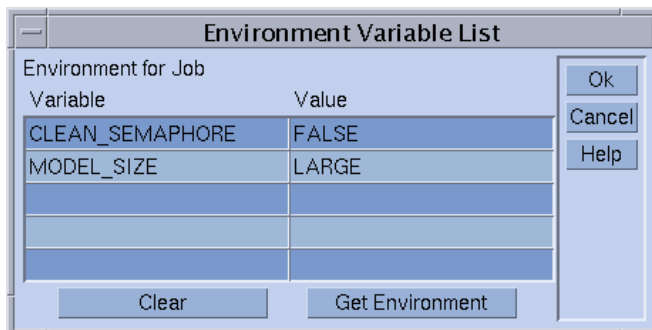 Environment Variable List
Environment for Job
Variable Value
CLEAN_SEMAPHORE FALSE
MODEL_SIZE LARGE
Ok
Cancel
Help
Clear Get Environment